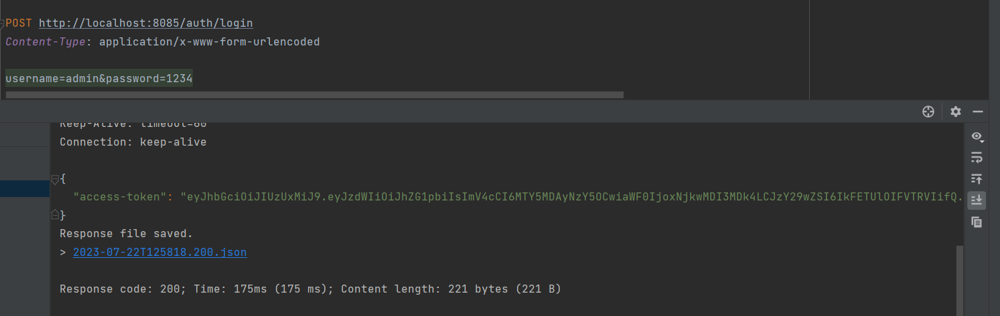 POST http://localhost:8085/auth/login
Content-Type: application/x-www-form-urlencoded
username=admin&password=1234
Keep-Alive: timeout=60
Connection: keep-alive
{
"access-token": "eyJhbGciOiJIUzUxMiJ9.eyJzdWIiOiJhZG1pbiIsImV4cCI6MTY5MDAyNzY5OCwiaWF0IjoxNjkwMDI3MDk4LCJzY29wZSI6IkFETUlOIFVTRVIifQ.
}
Response file saved.
> 2023-07-22T125818.200.json
Response code: 200; Time: 175ms (175 ms); Content length: 221 bytes (221 B)